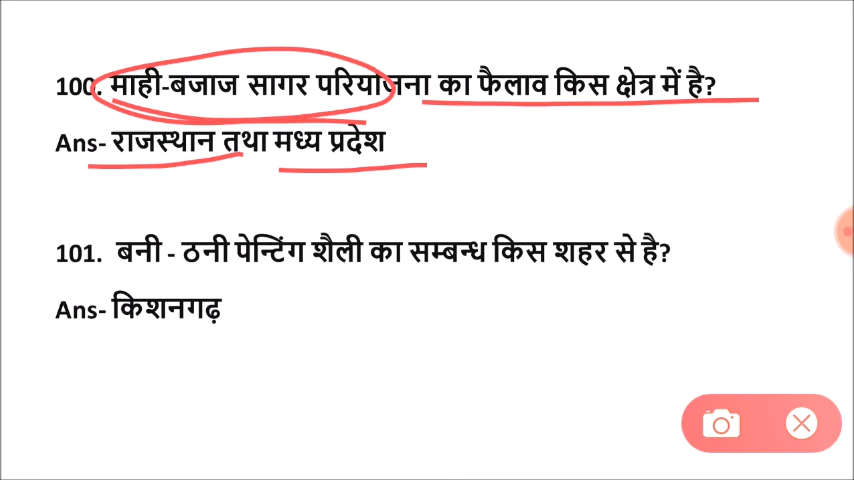 100. माही-बजाज सागर परियाजना का फैलाव किस क्षेत्र में है?
Ans- राजस्थान तथा मध्य प्रदेश
101. बनी - ठनी पेन्टिंग शैली का सम्बन्ध किस शहर से है?
Ans- किशनगढ़